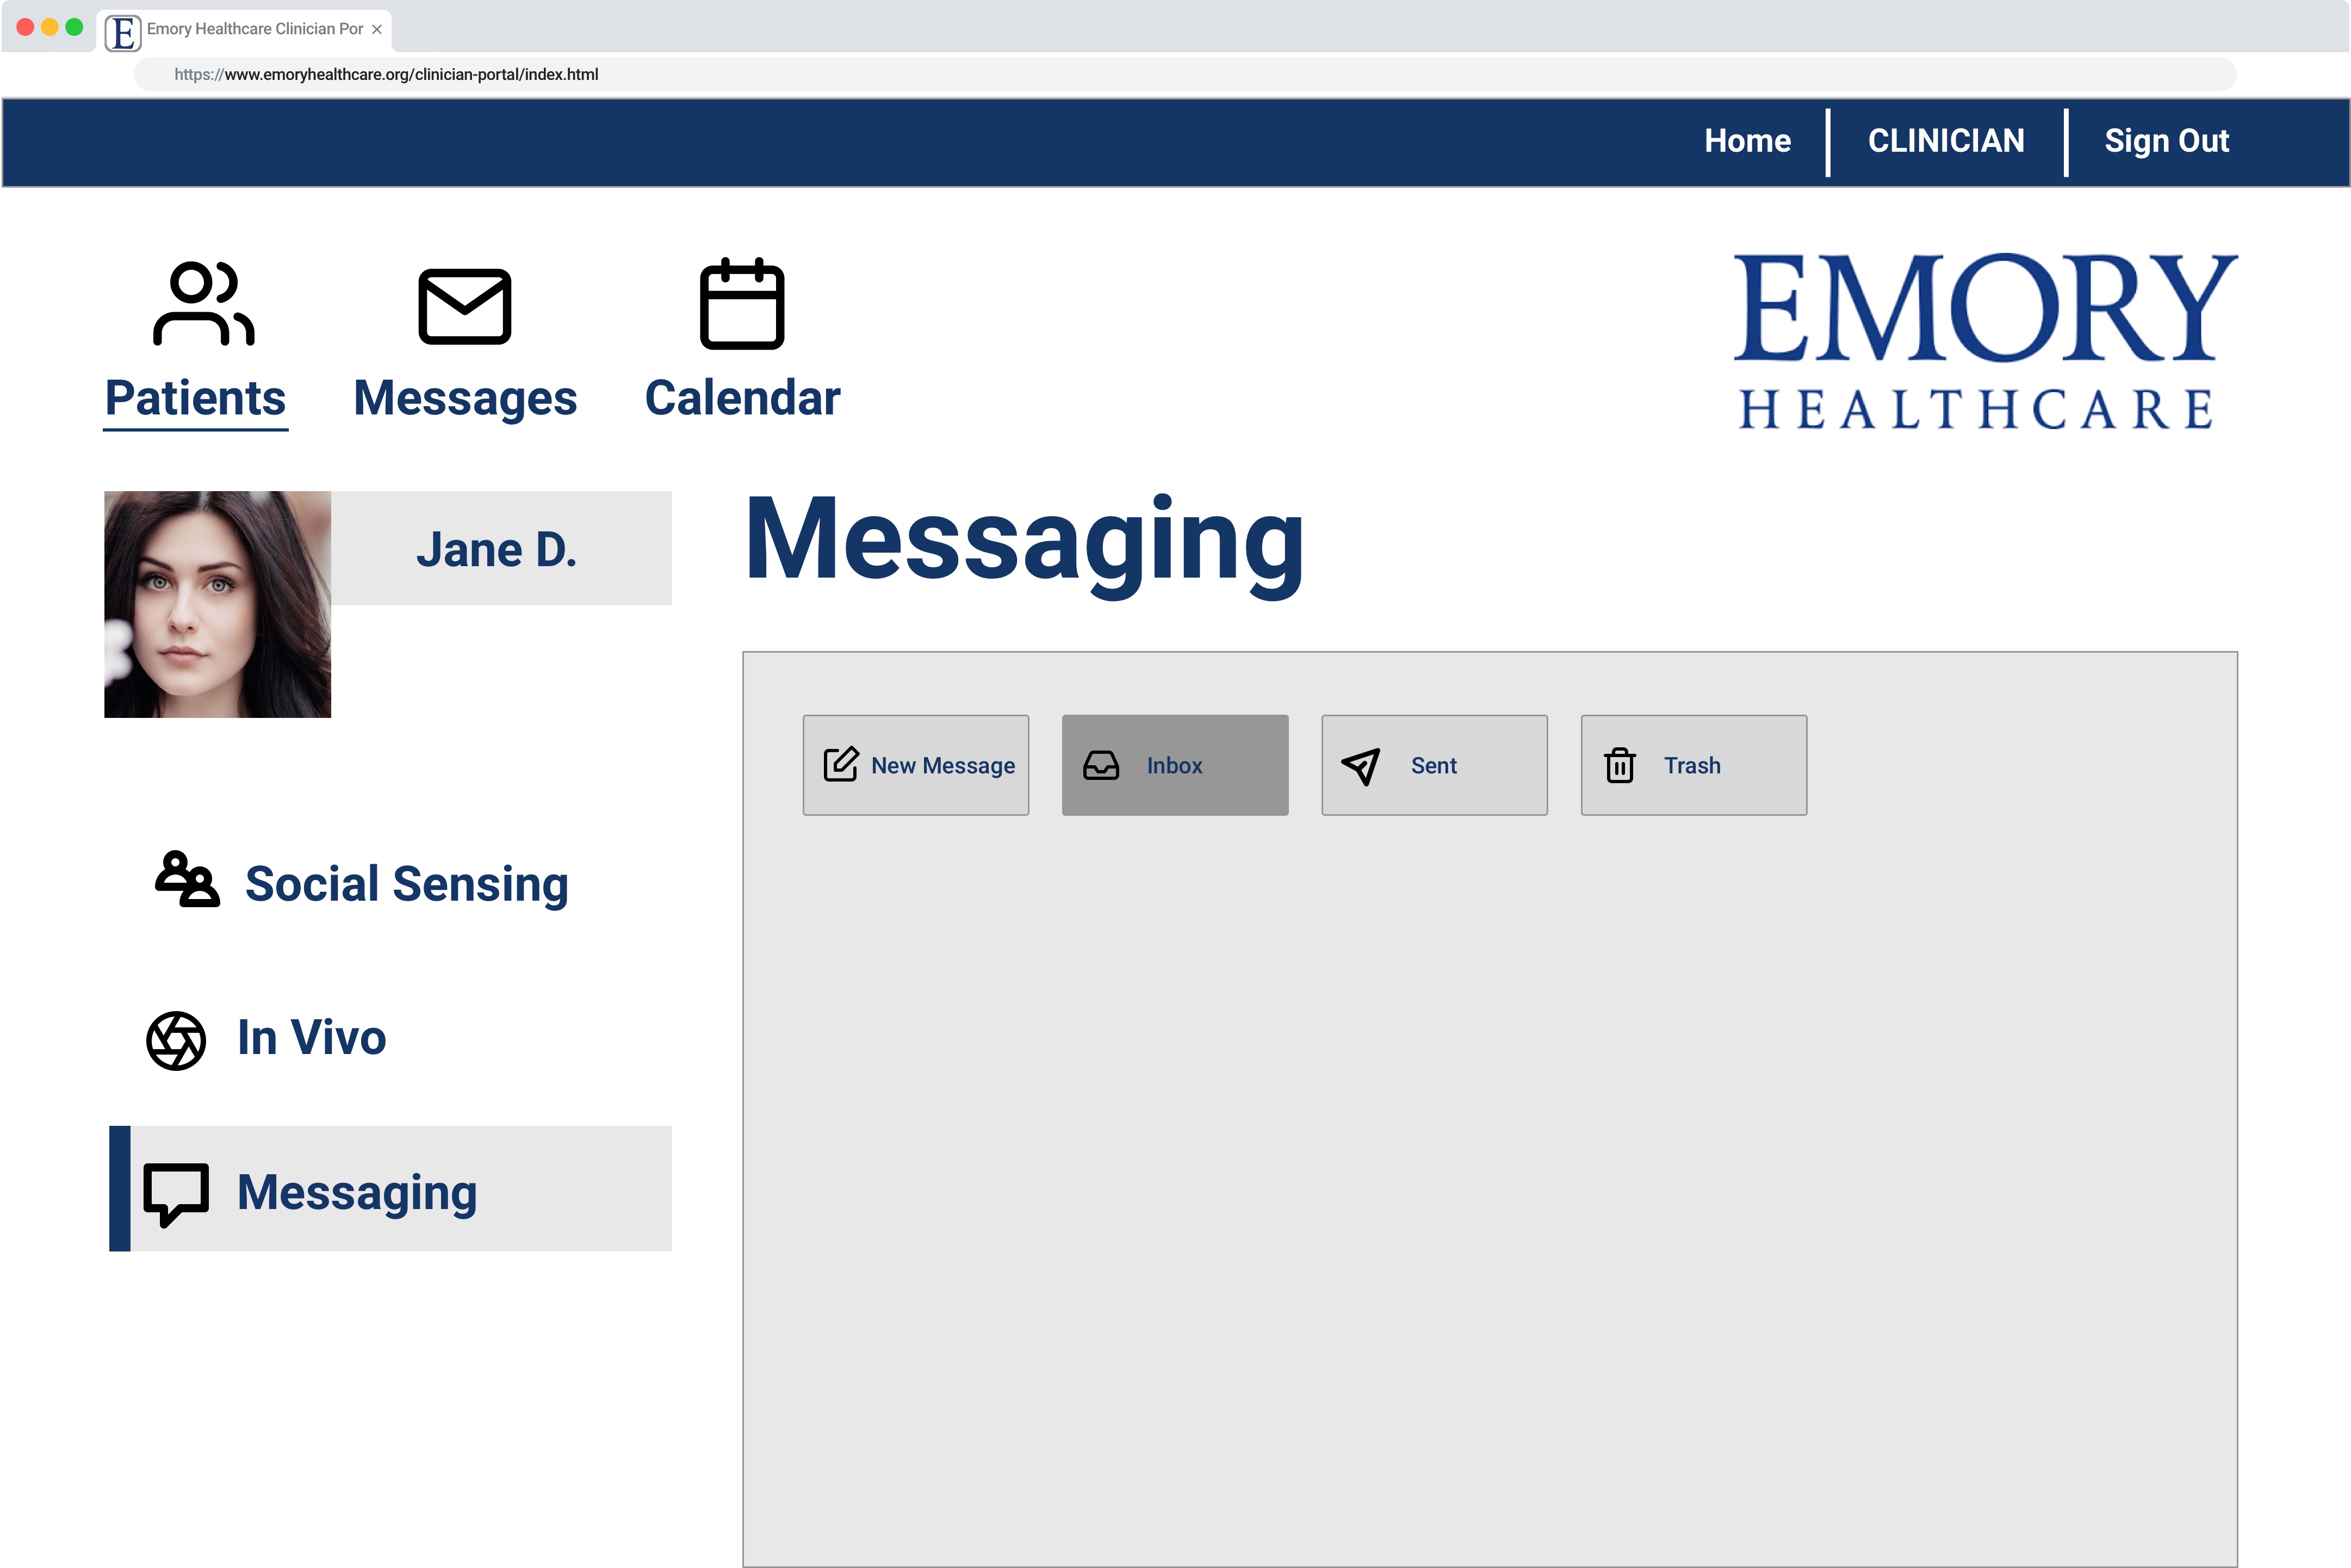 E Emory Healthcare Clinician Por
https://www.emoryhealthcare.org/clinician-portal/index.html
Home CLINICIAN Sign Out
Patients Messages Calendar
EMORY
HEALTHCARE
Jane D.
Messaging
New Message Inbox Sent Trash
Social Sensing
In Vivo
Messaging